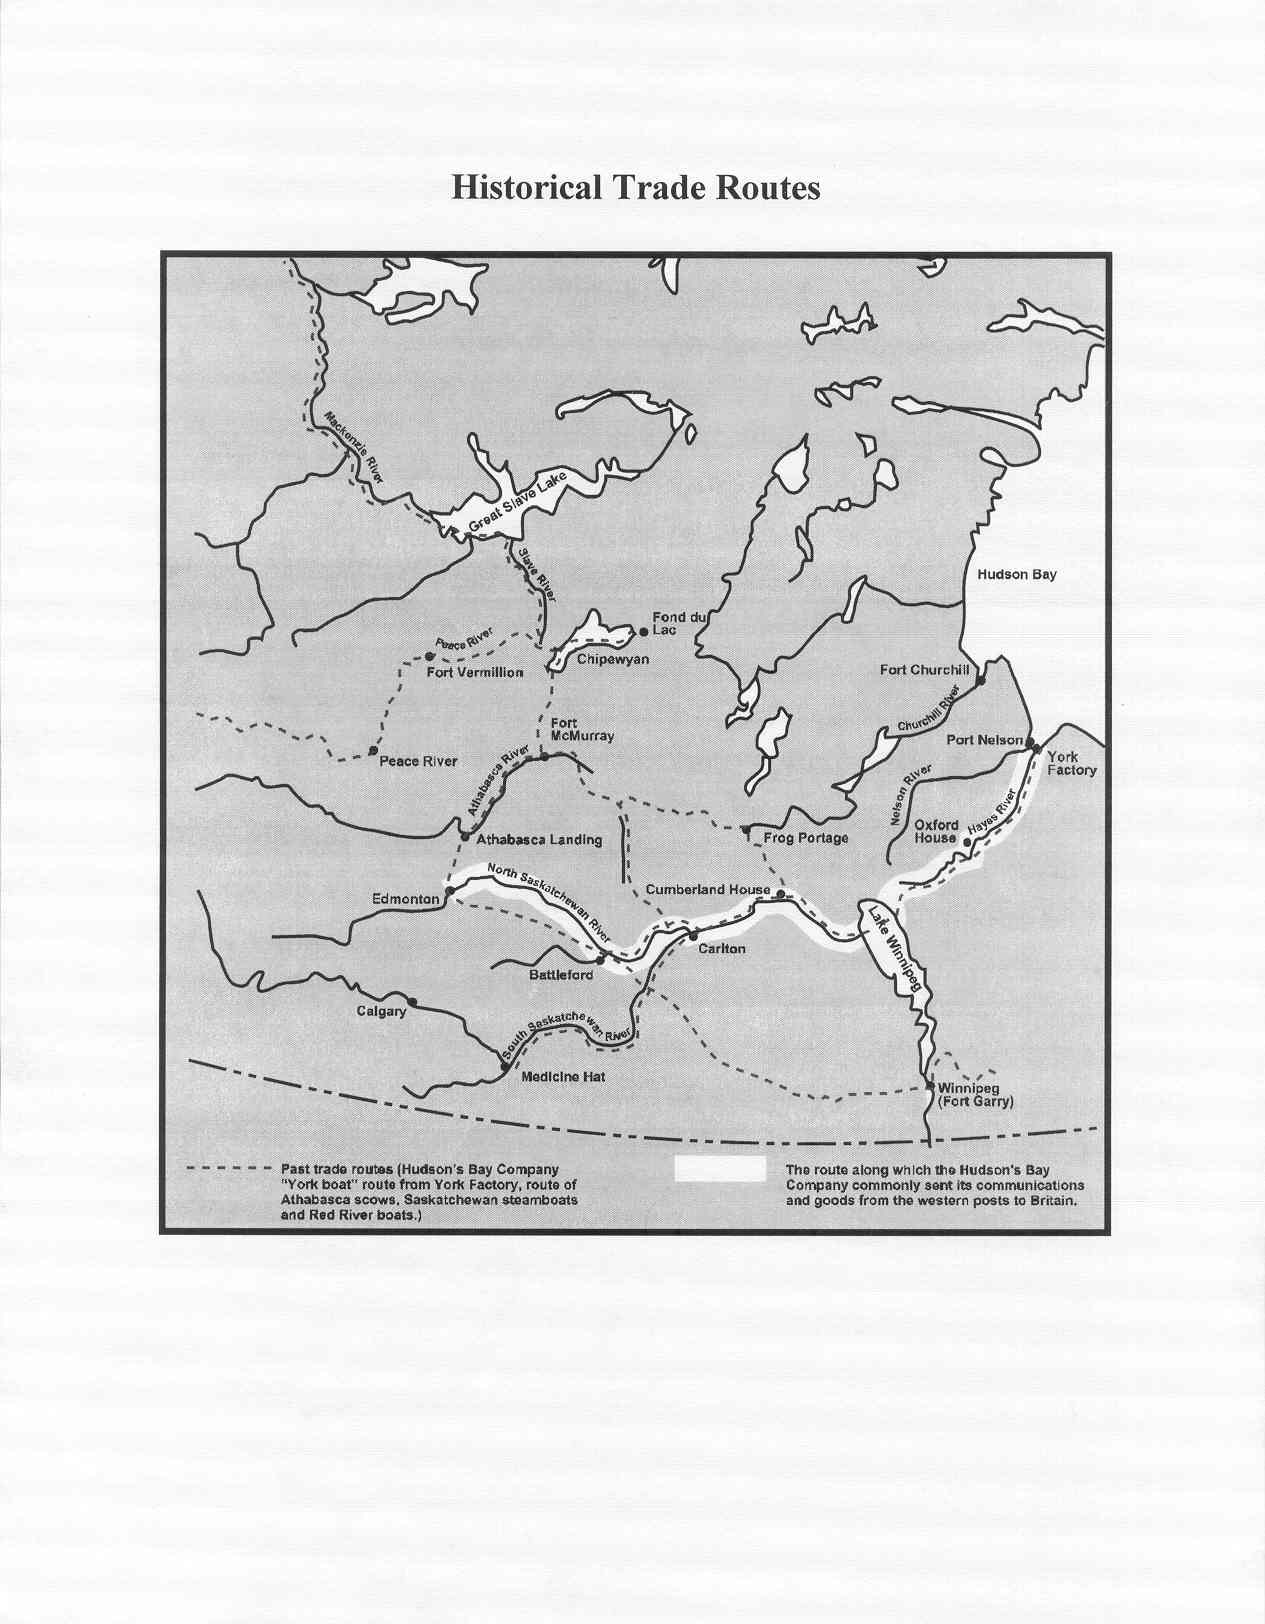 Historical Trade Routes
Mackenzie River
Great Slave Lake
Slave River
Hudson Bay
Fond du
Lac
Peace River
Chipewyan
Fort Vermillion
Fort Churchill
Churchill River
Fort
McMurray
Port Nelson
York
Factory
Peace River
Athabasca River
Nelson River
Hayes River
Oxford
House
Athabasca Landing
Frog Portage
North Saskatchewan River
Cumberland House
Edmonton
Lake Winnipeg
Carlton
Battleford
Calgary
South Saskatchewan River
Medicine Hat
Winnipeg
(Fort Garry)
Past trade routes (Hudson's Bay Company
"York boat" route from York Factory, route of
Athabasca scows, Saskatchewan steamboats
and Red River boats.)
The route along which the Hudson's Bay
Company commonly sent its communications
and goods from the western posts to Britain.